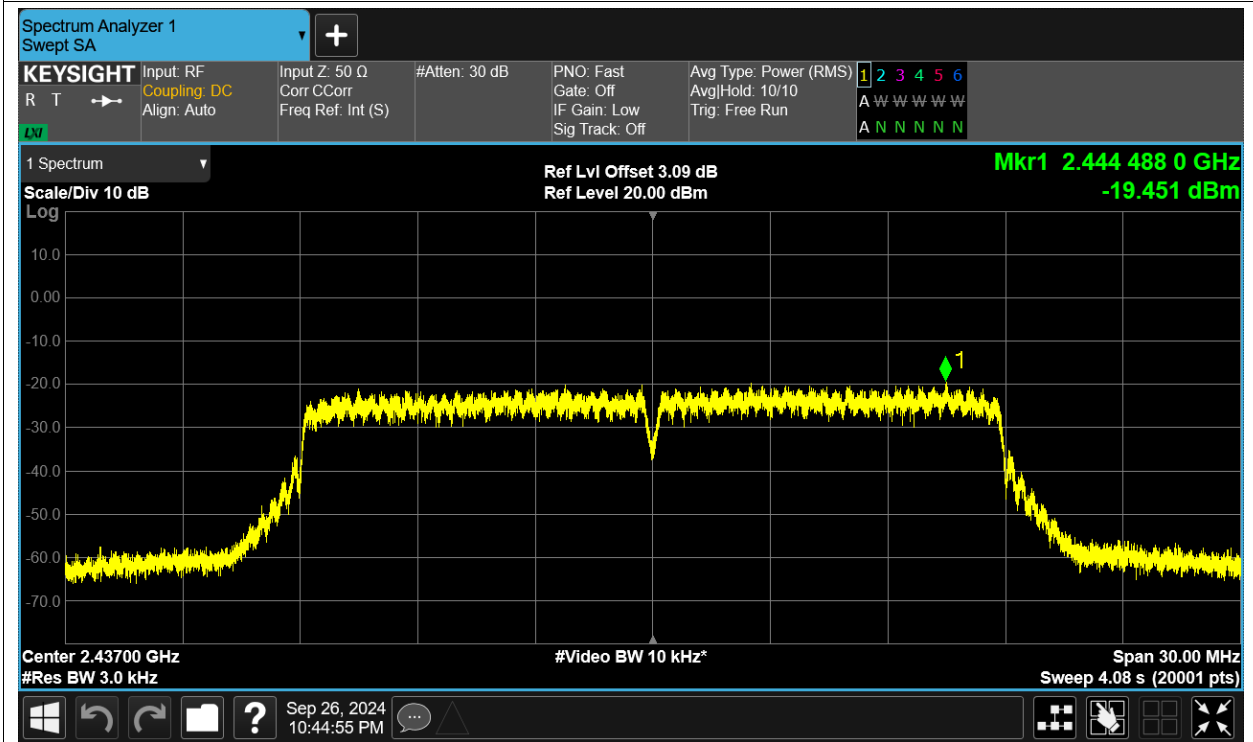 Spectrum Analyzer 1
Swept SA
+
KEYSIGHT
R T
LXI
Input: RF
Coupling: DC
Align: Auto
Input Z: 50 Ω
Corr CCorr
Freq Ref: Int (S)
#Atten: 30 dB
PNO: Fast
Gate: Off
IF Gain: Low
Sig Track: Off
Avg Type: Power (RMS)
Avg|Hold: 10/10
Trig: Free Run
1 2 3 4 5 6
A W W W W W
A N N N N N
1 Spectrum
Scale/Div 10 dB
Ref Lvl Offset 3.09 dB
Ref Level 20.00 dBm
Mkr1 2.444 488 0 GHz
-19.451 dBm
Log
10.0
0.00
-10.0
-20.0
-30.0
-40.0
-50.0
-60.0
-70.0
1
Center 2.43700 GHz
#Res BW 3.0 kHz
#Video BW 10 kHz*
Span 30.00 MHz
Sweep 4.08 s (20001 pts)
?
Sep 26, 2024
10:44:55 PM